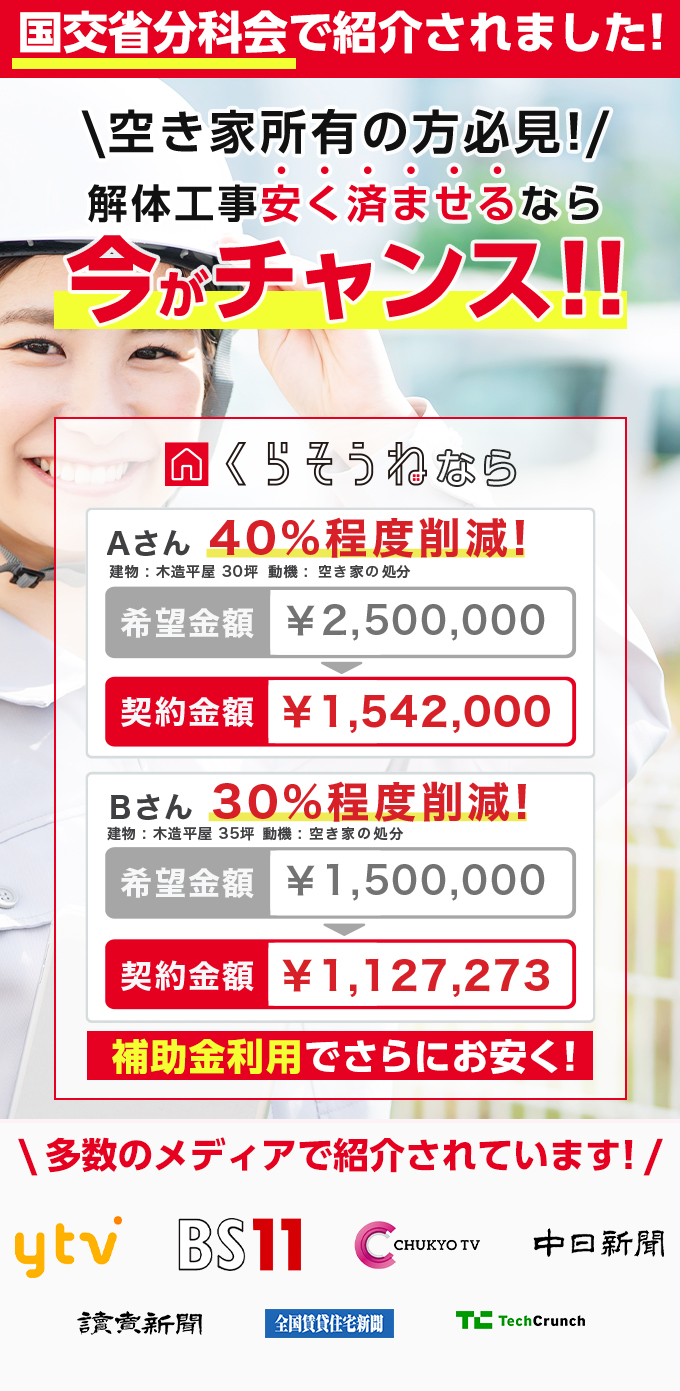 国交省分科会で紹介されました!
\空き家所有の方必見!/
解体工事安く済ませるなら
今がチャンス!!
くらそうねなら
Aさん 40%程度削減!
建物：木造平屋 30坪 動機：空き家の処分
希望金額 ￥2,500,000
契約金額 ￥1,542,000
Bさん 30%程度削減!
建物：木造平屋 35坪 動機：空き家の処分
希望金額 ￥1,500,000
契約金額 ￥1,127,273
補助金利用でさらにお安く!
\多数のメディアで紹介されています!/
ytv BS11 CHUKYO TV 中日新聞
讀賣新聞 全国賃貸住宅新聞 TC TechCrunch